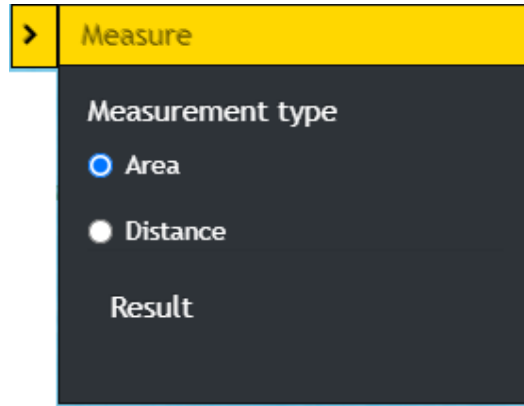 Measure
Measurement type
Area
Distance
Result